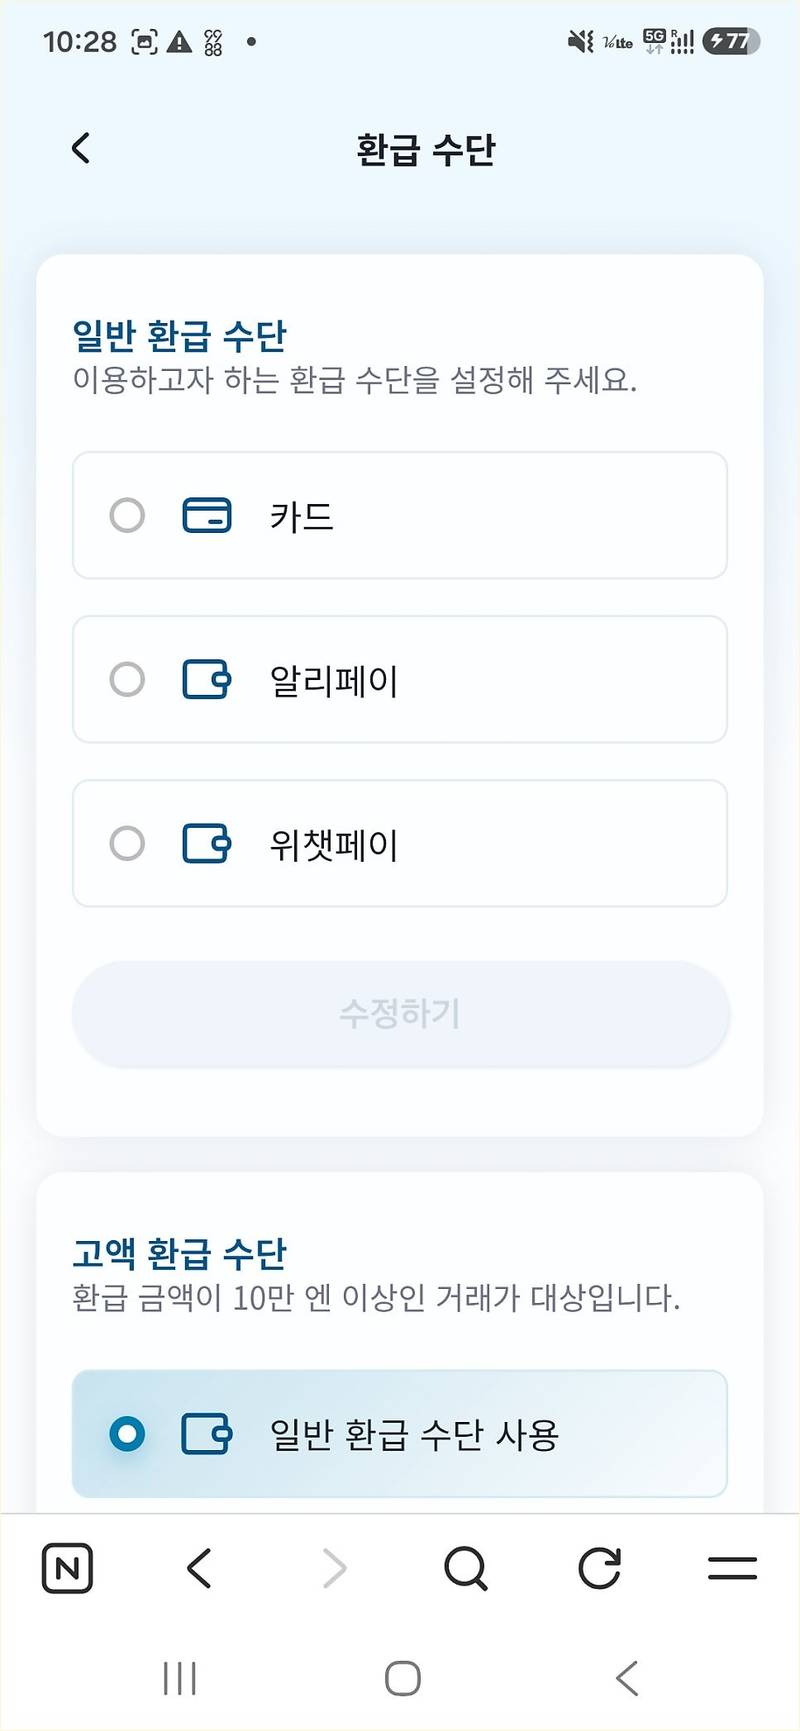 10:28
VoLTE 5G R 77
환급 수단
일반 환급 수단
이용하고자 하는 환급 수단을 설정해 주세요.
카드
알리페이
위챗페이
수정하기
고액 환급 수단
환급 금액이 10만 엔 이상인 거래가 대상입니다.
일반 환급 수단 사용
N